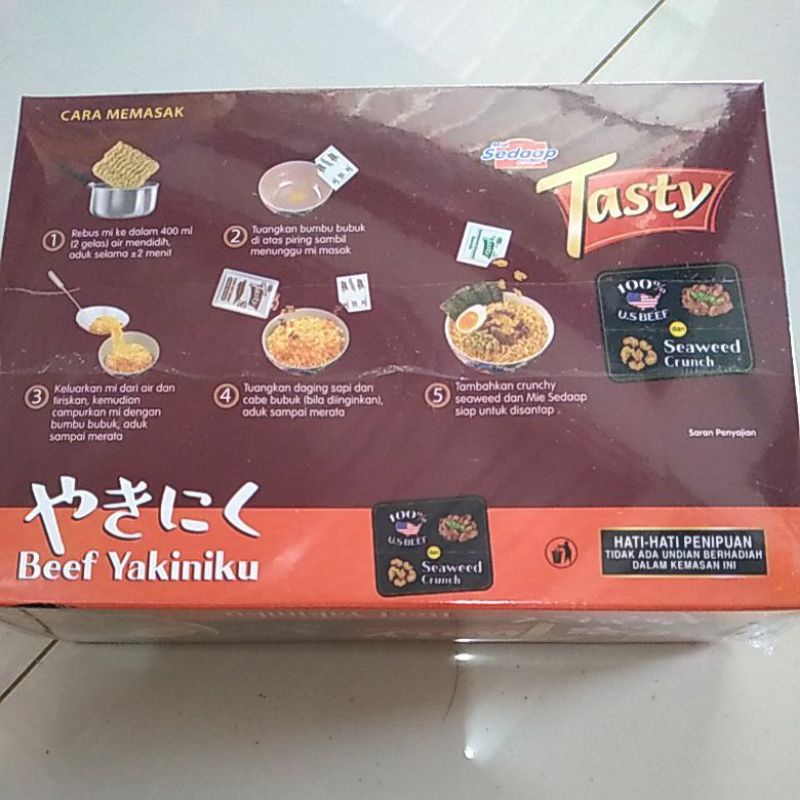 CARA MEMASAK
Mie
Sedaap
Tasty
1 Rebus mi ke dalam 400 ml
(2 gelas) air mendidih,
aduk selama ±2 menit
2 Tuangkan bumbu bubuk
di atas piring sambil
menunggu mi masak
3 Keluarkan mi dari air dan
tiriskan, kemudian
campurkan mi dengan
bumbu bubuk, aduk
sampai merata
4 Tuangkan daging sapi dan
cabe bubuk (bila diinginkan),
aduk sampai merata
5 Tambahkan crunchy
seaweed dan Mie Sedaap
siap untuk disantap
100%
U.S BEEF
dan
Seaweed
Crunch
Saran Penyajian
やきにく
Beef Yakiniku
100%
U.S BEEF
dan
Seaweed
Crunch
HATI-HATI PENIPUAN
TIDAK ADA UNDIAN BERHADIAH
DALAM KEMASAN INI